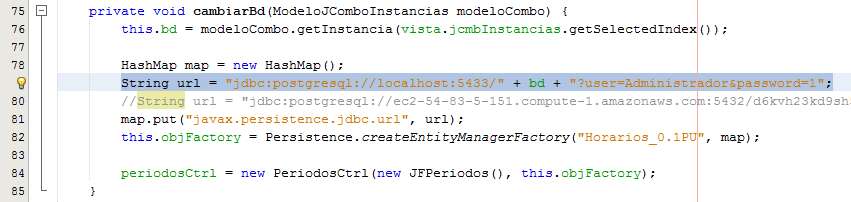 75 private void cambiarBd(ModeloJComboInstancias modeloCombo) {
76 this.bd = modeloCombo.getInstancia(vista.jcmbInstancias.getSelectedIndex());
77
78 HashMap map = new HashMap();
String url = "jdbc:postgresql://localhost:5433/" + bd + "?user=Administrador&password=1";
80 //String url = "jdbc:postgresql://ec2-54-83-5-151.compute-1.amazonaws.com:5432/d6kvh23kd9sh
81 map.put("javax.persistence.jdbc.url", url);
82 this.objFactory = Persistence.createEntityManagerFactory("Horarios_0.1PU", map);
83
84 periodosCtrl = new PeriodosCtrl(new JFPeriodos(), this.objFactory);
85 }